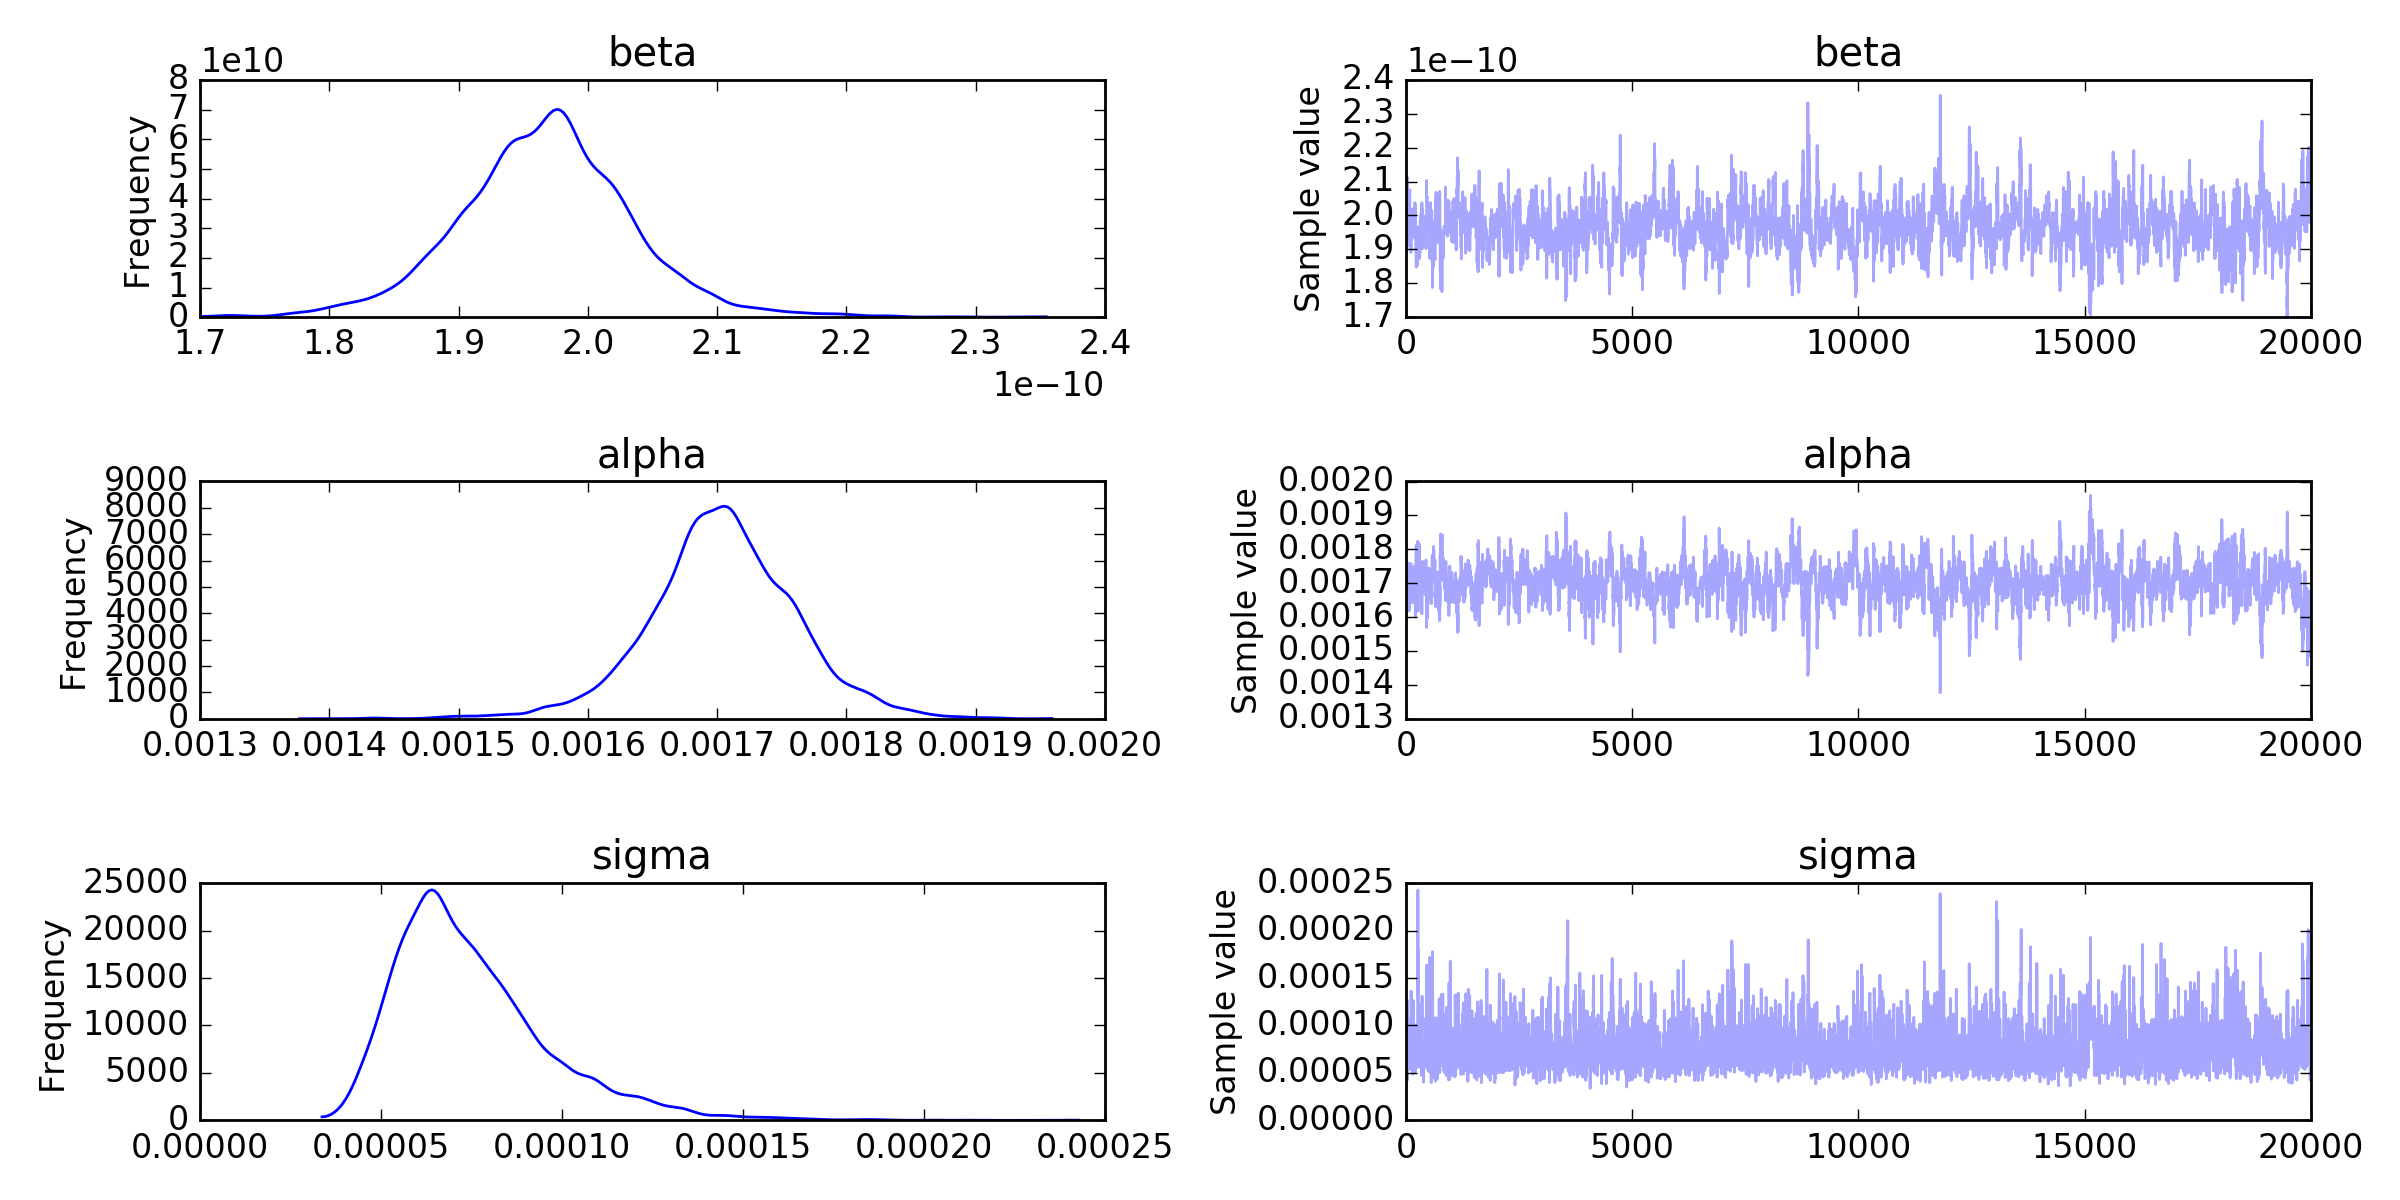 beta
1e10
Frequency
8
7
6
5
4
3
2
1
0
1.7 1.8 1.9 2.0 2.1 2.2 2.3 2.4
1e−10
beta
1e−10
Sample value
2.4
2.3
2.2
2.1
2.0
1.9
1.8
1.7
0 5000 10000 15000 20000
alpha
Frequency
9000
8000
7000
6000
5000
4000
3000
2000
1000
0
0.0013 0.0014 0.0015 0.0016 0.0017 0.0018 0.0019 0.0020
alpha
Sample value
0.0020
0.0019
0.0018
0.0017
0.0016
0.0015
0.0014
0.0013
0 5000 10000 15000 20000
sigma
Frequency
25000
20000
15000
10000
5000
0
0.00000 0.00005 0.00010 0.00015 0.00020 0.00025
sigma
Sample value
0.00025
0.00020
0.00015
0.00010
0.00005
0.00000
0 5000 10000 15000 20000